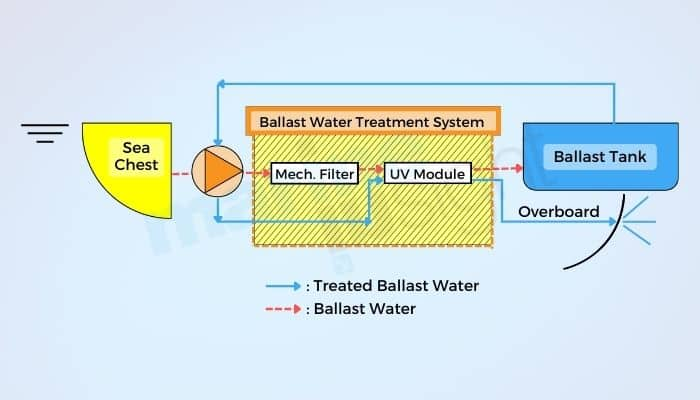 Ballast Water Treatment System
Sea
Chest
Mech. Filter
UV Module
Ballast Tank
Overboard
: Treated Ballast Water
: Ballast Water